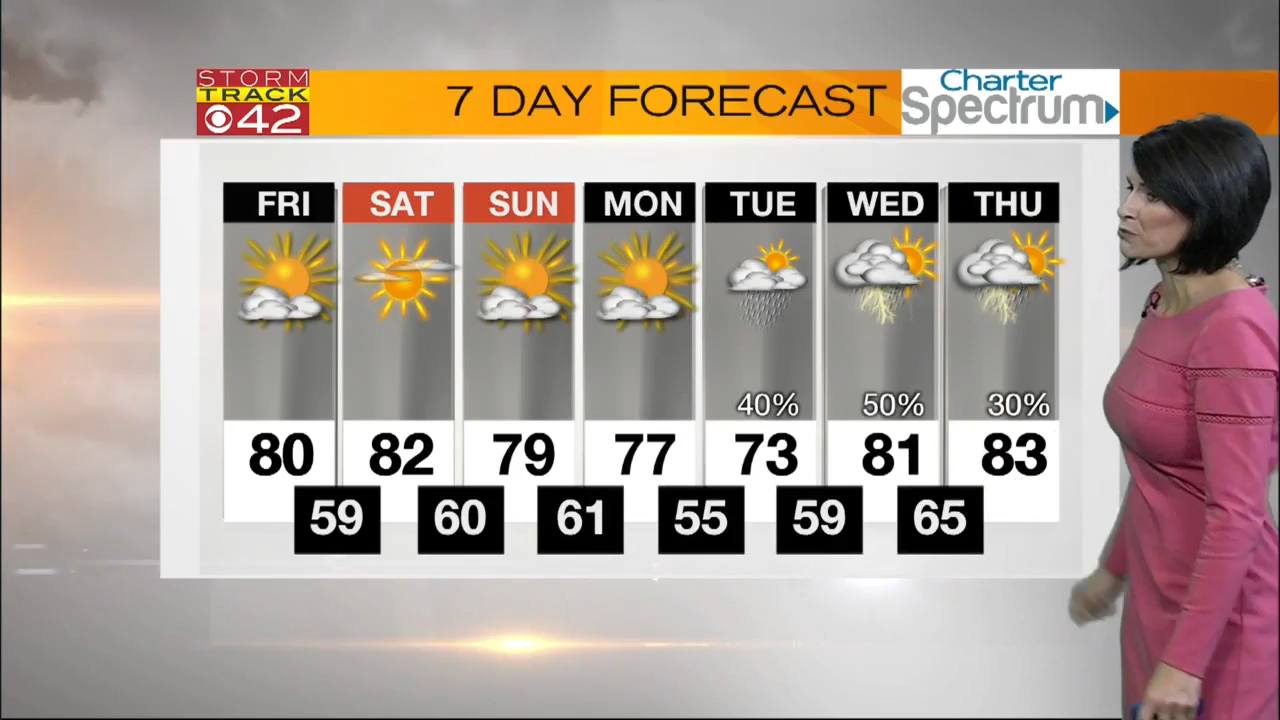 STORM
TRACK
42
7 DAY FORECAST
Charter
Spectrum
FRI SAT SUN MON TUE WED THU
40% 50% 30%
80 82 79 77 73 81 83
59 60 61 55 59 65